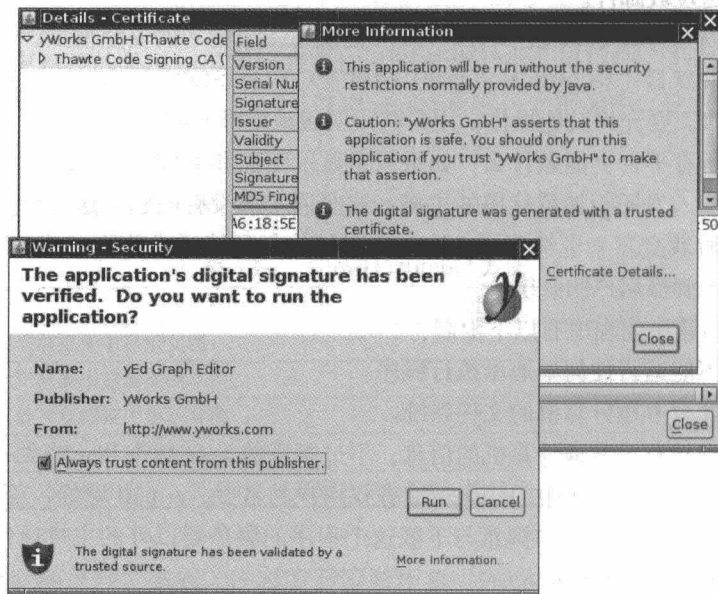 Details - Certificate
yWorks GmbH (Thawte Code
Thawte Code Signing CA (
Field
Version
Serial Nu
Signature
Issuer
Validity
Subject
Signature
MD5 Fing
A6:18:5E
:50
Close
More Information
This application will be run without the security
restrictions normally provided by Java.
Caution: "yWorks GmbH" asserts that this
application is safe. You should only run this
application if you trust "yWorks GmbH" to make
that assertion.
The digital signature was generated with a trusted
certificate.
Certificate Details...
Close
Warning - Security
The application's digital signature has been
verified. Do you want to run the
application?
Name: yEd Graph Editor
Publisher: yWorks GmbH
From: http://www.yworks.com
Always trust content from this publisher.
Run Cancel
The digital signature has been validated by a
trusted source.
More Information...